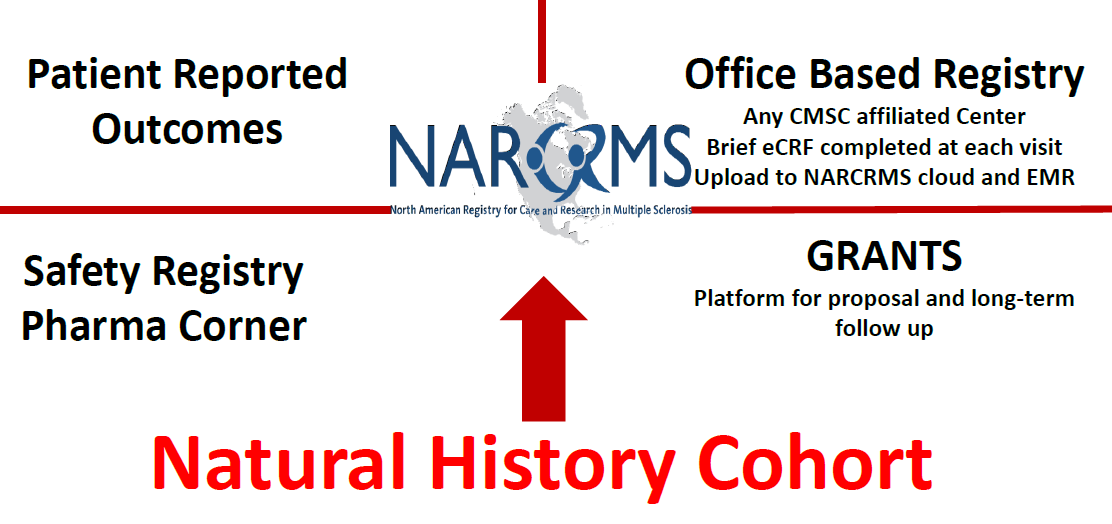 Patient Reported
Outcomes
Office Based Registry
Any CMSC affiliated Center
Brief eCRF completed at each visit
Upload to NARCRMS cloud and EMR
NARCRMS
North American Registry for Care and Research in Multiple Sclerosis
Safety Registry
Pharma Corner
GRANTS
Platform for proposal and long-term
follow up
Natural History Cohort